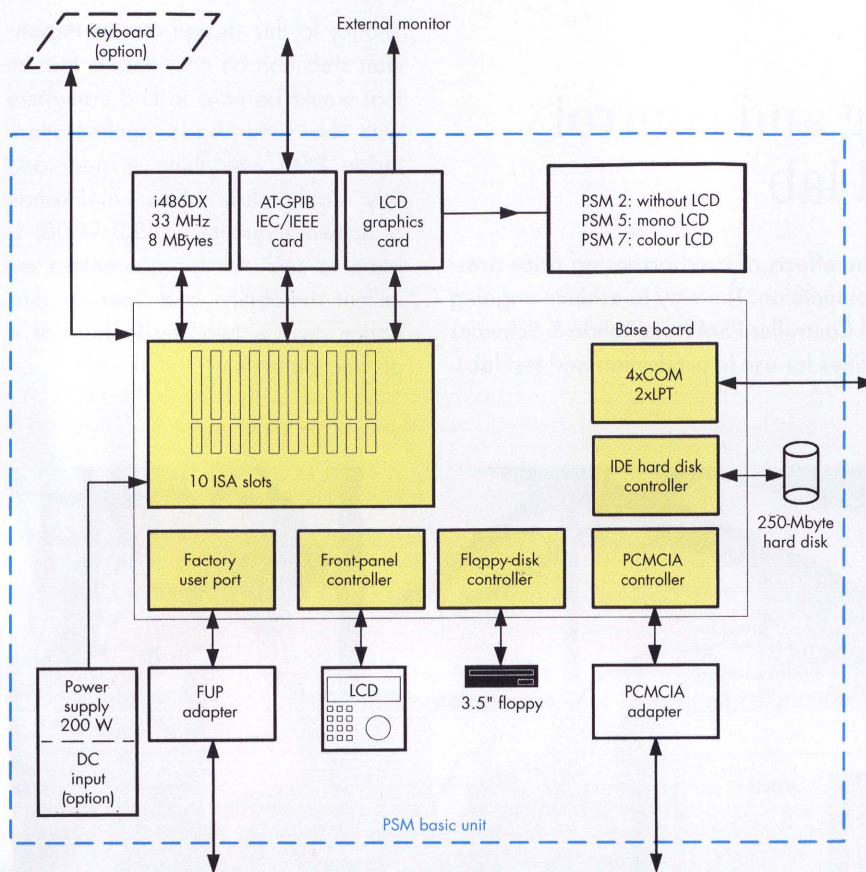 Keyboard
(option)
External monitor
i486DX
33 MHz
8 MBytes
AT-GPIB
IEC/IEEE
card
LCD
graphics
card
PSM 2: without LCD
PSM 5: mono LCD
PSM 7: colour LCD
Base board
4xCOM
2xLPT
10 ISA slots
IDE hard disk
controller
250-Mbyte
hard disk
Factory
user port
Front-panel
controller
Floppy-disk
controller
PCMCIA
controller
Power
supply
200 W
DC
input
(option)
FUP
adapter
LCD
3.5" floppy
PCMCIA
adapter
PSM basic unit